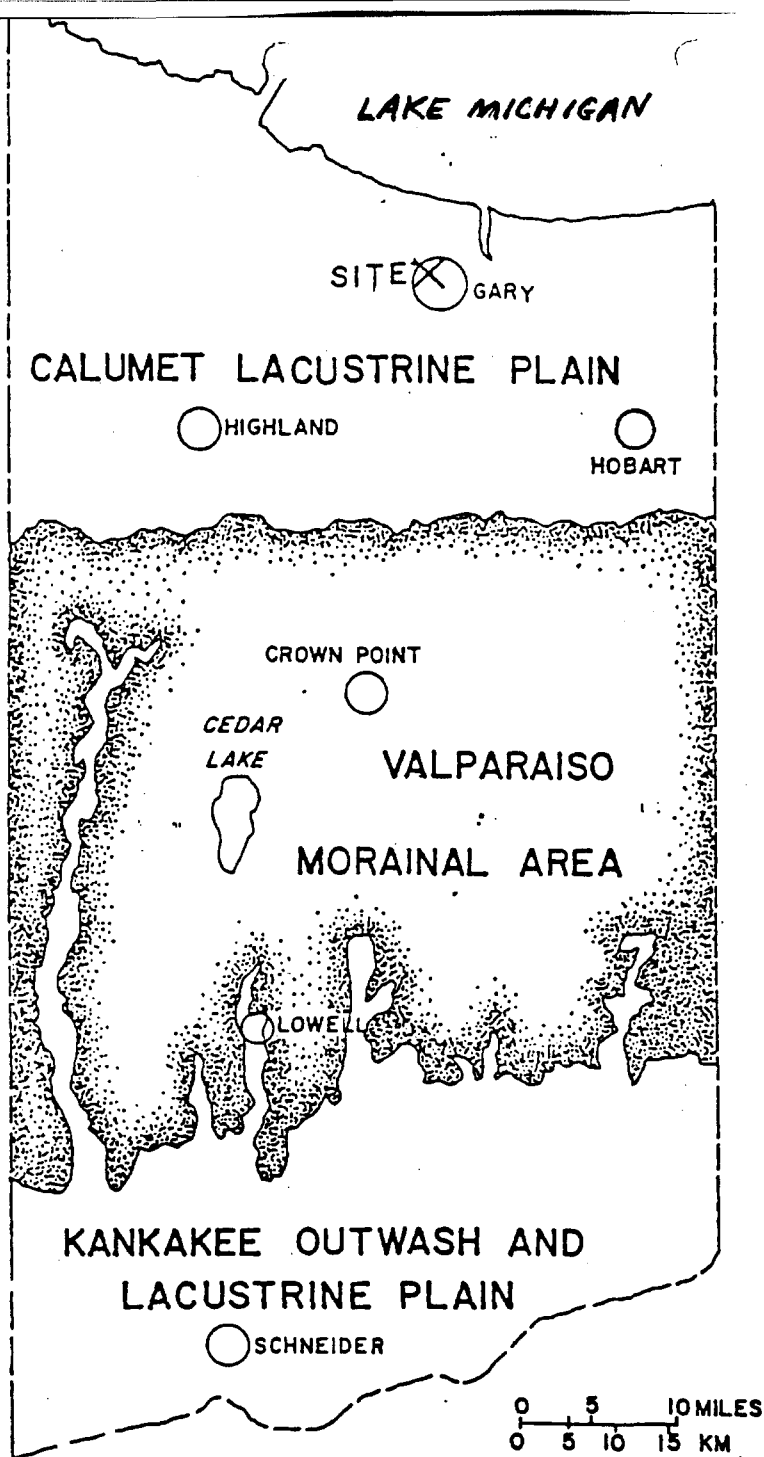 LAKE MICHIGAN
SITE
GARY
CALUMET LACUSTRINE PLAIN
HIGHLAND
HOBART
CROWN POINT
CEDAR
LAKE
VALPARAISO
MORAINAL AREA
LOWELL
KANKAKEE OUTWASH AND
LACUSTRINE PLAIN
SCHNEIDER
0 5 10 MILES
0 5 10 15 KM